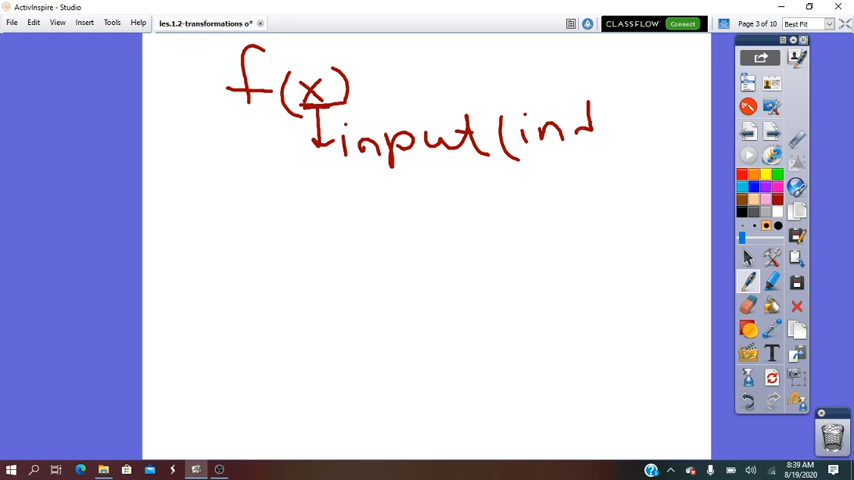 ActivInspire - Studio
File Edit View Insert Tools Help
les.1.2-transformations o*
CLASSFLOW Connect
Page 3 of 10
Best Fit
f(x)
input (ind
T
8:39 AM
8/19/2020